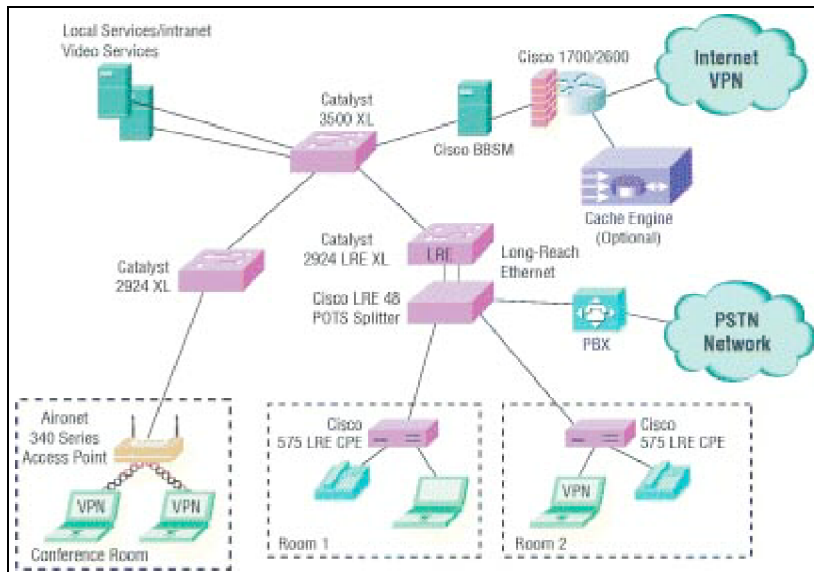 Local Services/intranet
Video Services
Catalyst
3500 XL
Cisco BBSM
Cisco 1700/2600
Internet
VPN
Cache Engine
(Optional)
Catalyst
2924 XL
Catalyst
2924 LRE XL
LRE
Long-Reach
Ethernet
Cisco LRE 48
POTS Splitter
PBX
PSTN
Network
Aironet
340 Series
Access Point
VPN
VPN
Conference Room
Cisco
575 LRE CPE
Room 1
Cisco
575 LRE CPE
VPN
Room 2